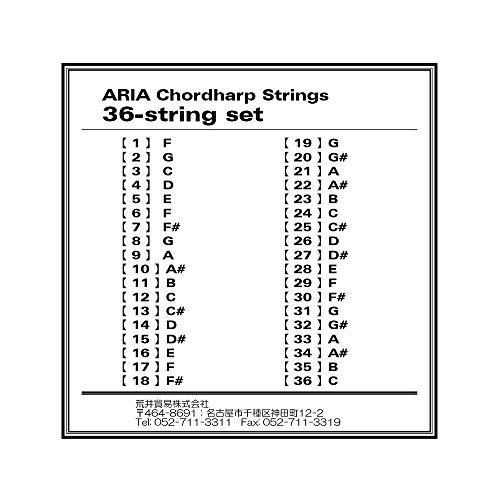 ARIA Chordharp Strings
36-string set
【 1 】 F
【 2 】 G
【 3 】 C
【 4 】 D
【 5 】 E
【 6 】 F
【 7 】 F#
【 8 】 G
【 9 】 A
【 10 】 A#
【 11 】 B
【 12 】 C
【 13 】 C#
【 14 】 D
【 15 】 D#
【 16 】 E
【 17 】 F
【 18 】 F#
【 19 】 G
【 20 】 G#
【 21 】 A
【 22 】 A#
【 23 】 B
【 24 】 C
【 25 】 C#
【 26 】 D
【 27 】 D#
【 28 】 E
【 29 】 F
【 30 】 F#
【 31 】 G
【 32 】 G#
【 33 】 A
【 34 】 A#
【 35 】 B
【 36 】 C
荒井貿易株式会社
〒464-8691：名古屋市千種区神田町12-2
Tel: 052-711-3311 Fax: 052-711-3319